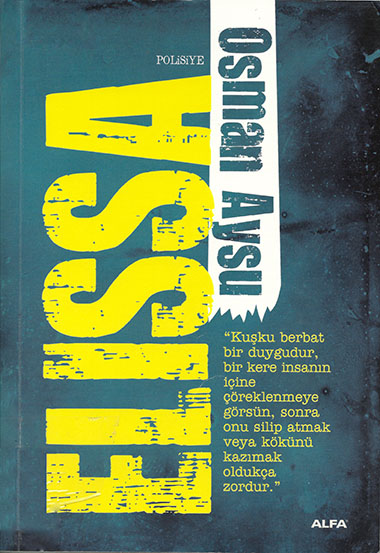 POLİSİYE
Osman Aysu
ELISSA
“Kuşku berbat
bir duygudur,
bir kere insanın
içine
çöreklenmeye
görsün, sonra
onu silip atmak
veya kökünü
kazımak
oldukça
zordur.”
ALFA